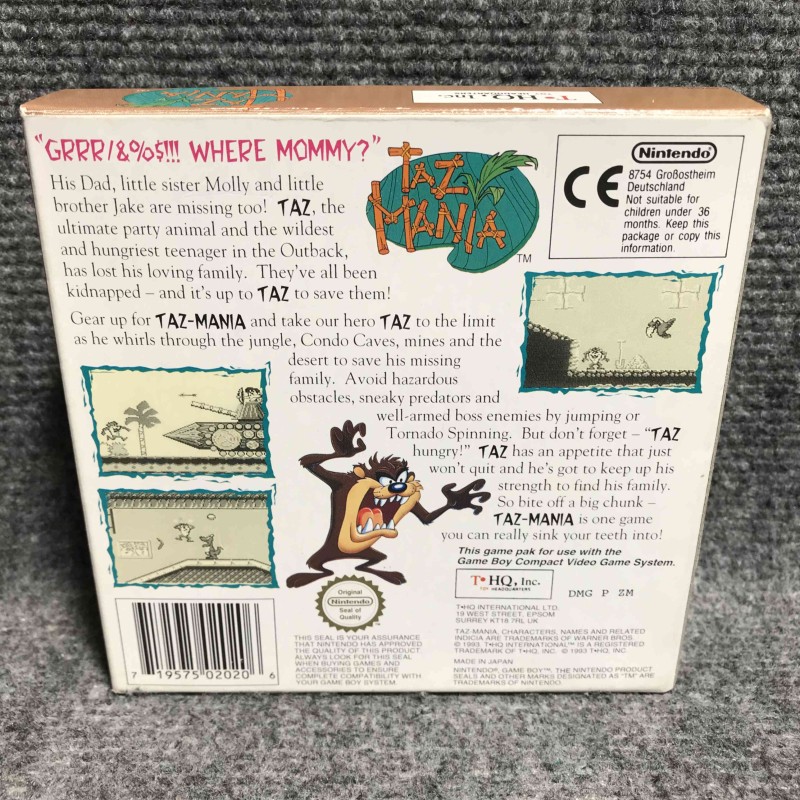 T•HQ, Inc.
"GRRR/&%o$!!! WHERE MOMMY?"
His Dad, little sister Molly and little
brother Jake are missing too! TAZ, the
ultimate party animal and the wildest
and hungriest teenager in the Outback,
has lost his loving family. They've all been
kidnapped – and it's up to TAZ to save them!
TAZ
MANIA
TM
Nintendo
CE
8754 Großostheim
Deutschland
Not suitable for
children under 36
months. Keep this
package or copy this
information.
Gear up for TAZ-MANIA and take our hero TAZ to the limit
as he whirls through the jungle, Condo Caves, mines and the
desert to save his missing
family. Avoid hazardous
obstacles, sneaky predators and
well-armed boss enemies by jumping or
Tornado Spinning. But don't forget – "TAZ
hungry!" TAZ has an appetite that just
won't quit and he's got to keep up his
strength to find his family.
So bite off a big chunk –
TAZ-MANIA is one game
you can really sink your teeth into!
This game pak for use with the
Game Boy Compact Video Game System.
T•HQ, Inc.
TOY HEADQUARTERS
DMG P ZM
T•HQ INTERNATIONAL LTD.
19 WEST STREET, EPSOM
SURREY KT18 7RL UK
TAZ-MANIA, CHARACTERS, NAMES AND RELATED
INDICIA ARE TRADEMARKS OF WARNER BROS.
© 1993. T•HQ INTERNATIONAL™ IS A REGISTERED
TRADEMARK OF T•HQ. © 1993 T•HQ, INC.
MADE IN JAPAN
NINTENDO®, GAME BOY™, THE NINTENDO PRODUCT
SEALS AND OTHER MARKS DESIGNATED AS "TM" ARE
TRADEMARKS OF NINTENDO.
Original
Nintendo
Seal of
Quality
THIS SEAL IS YOUR ASSURANCE
THAT NINTENDO HAS APPROVED
THE QUALITY OF THIS PRODUCT.
ALWAYS LOOK FOR THIS SEAL
WHEN BUYING GAMES AND
ACCESSORIES TO ENSURE
COMPLETE COMPATIBILITY WITH
YOUR GAME BOY SYSTEM.
7 19575 02020 6